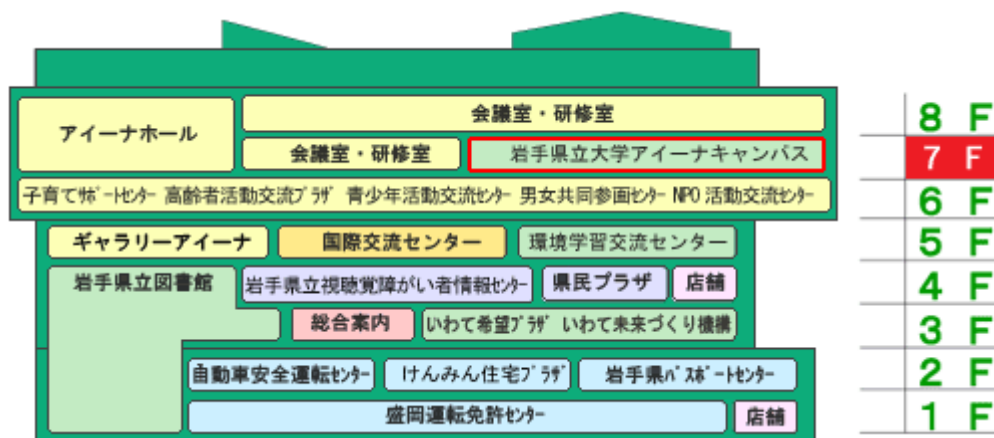 会議室・研修室
アイーナホール
8 F
会議室・研修室 岩手県立大学アイーナキャンパス
7 F
子育てサポートセンター 高齢者活動交流プラザ 青少年活動交流センター 男女共同参画センター NPO活動交流センター
6 F
ギャラリーアイーナ 国際交流センター 環境学習交流センター
5 F
岩手県立図書館 岩手県立視聴覚障がい者情報センター 県民プラザ 店舗
4 F
総合案内 いわて希望プラザ いわて未来づくり機構
3 F
自動車安全運転センター けんみん住宅プラザ 岩手県パスポートセンター
2 F
盛岡運転免許センター 店舗
1 F